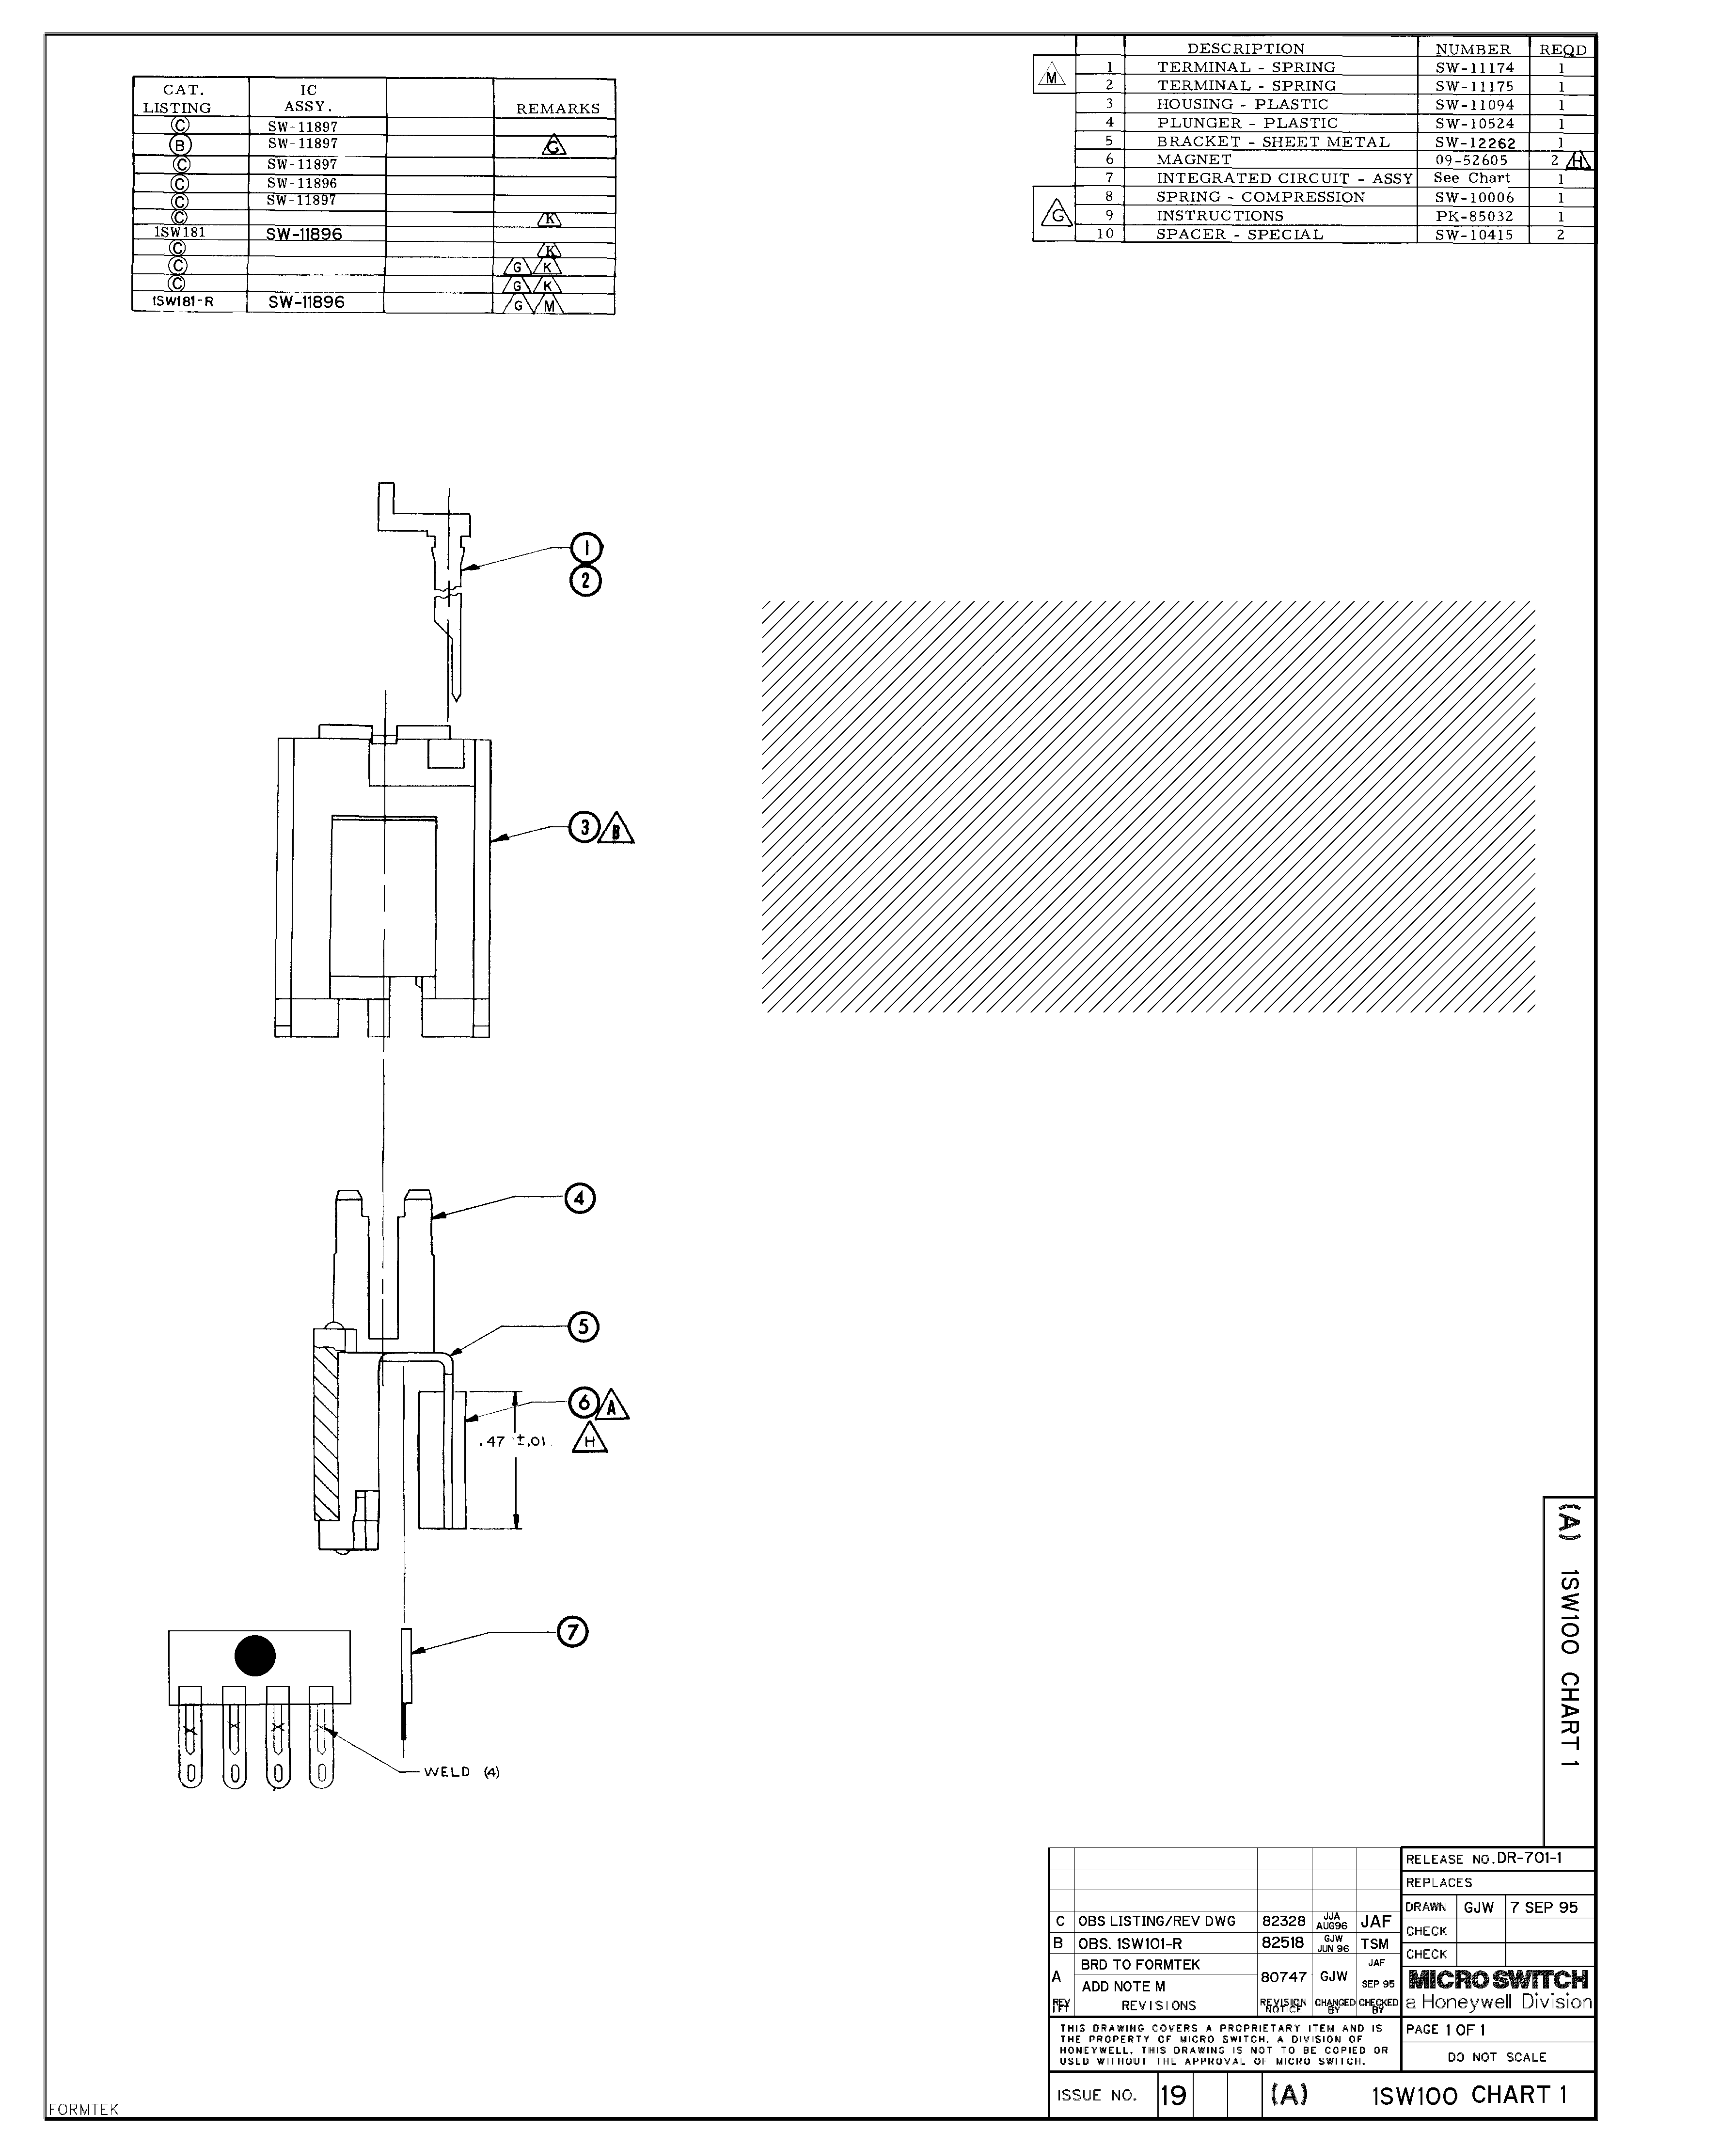 CAT. LISTING IC ASSY. REMARKS
C SW-11897
B SW-11897 G
C SW-11897
C SW-11896
C SW-11897
C K
1SW181 SW-11896
C K
C G K
C G K
1SW181-R SW-11896 G M
DESCRIPTION NUMBER REQD
M
1 TERMINAL - SPRING SW-11174 1
2 TERMINAL - SPRING SW-11175 1
3 HOUSING - PLASTIC SW-11094 1
4 PLUNGER - PLASTIC SW-10524 1
5 BRACKET - SHEET METAL SW-12262 1
6 MAGNET 09-52605 2 H
7 INTEGRATED CIRCUIT - ASSY See Chart 1
G
8 SPRING - COMPRESSION SW-10006 1
9 INSTRUCTIONS PK-85032 1
10 SPACER - SPECIAL SW-10415 2
1
2
3 B
4
5
6 A
.47 ±.01 H
7
WELD (4)
(A) 1SW100 CHART 1
C OBS LISTING/REV DWG 82328 JJA AUG96 JAF
B OBS. 1SW101-R 82518 GJW JUN 96 TSM
A BRD TO FORMTEK ADD NOTE M 80747 GJW JAF SEP 95
REV LET REVISIONS REVISION NOTICE CHANGED BY CHECKED BY
RELEASE NO. DR-701-1
REPLACES
DRAWN GJW 7 SEP 95
CHECK
CHECK
MICRO SWITCH
a Honeywell Division
THIS DRAWING COVERS A PROPRIETARY ITEM AND IS
THE PROPERTY OF MICRO SWITCH, A DIVISION OF
HONEYWELL. THIS DRAWING IS NOT TO BE COPIED OR
USED WITHOUT THE APPROVAL OF MICRO SWITCH.
PAGE 1 OF 1
DO NOT SCALE
ISSUE NO. 19 (A) 1SW100 CHART 1
FORMTEK